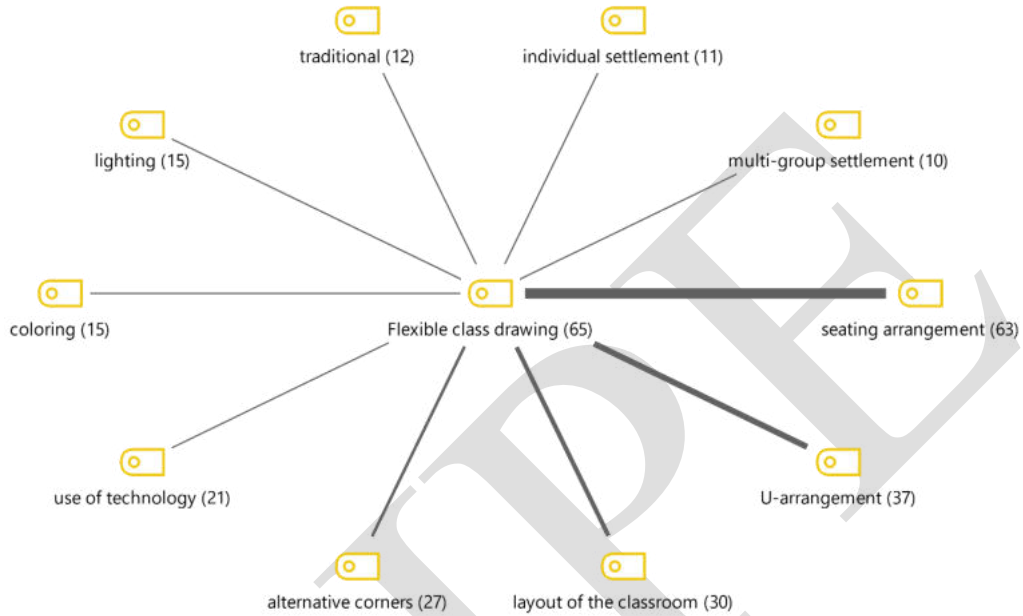 traditional (12)
individual settlement (11)
lighting (15)
multi-group settlement (10)
coloring (15)
Flexible class drawing (65)
seating arrangement (63)
use of technology (21)
U-arrangement (37)
alternative corners (27)
layout of the classroom (30)